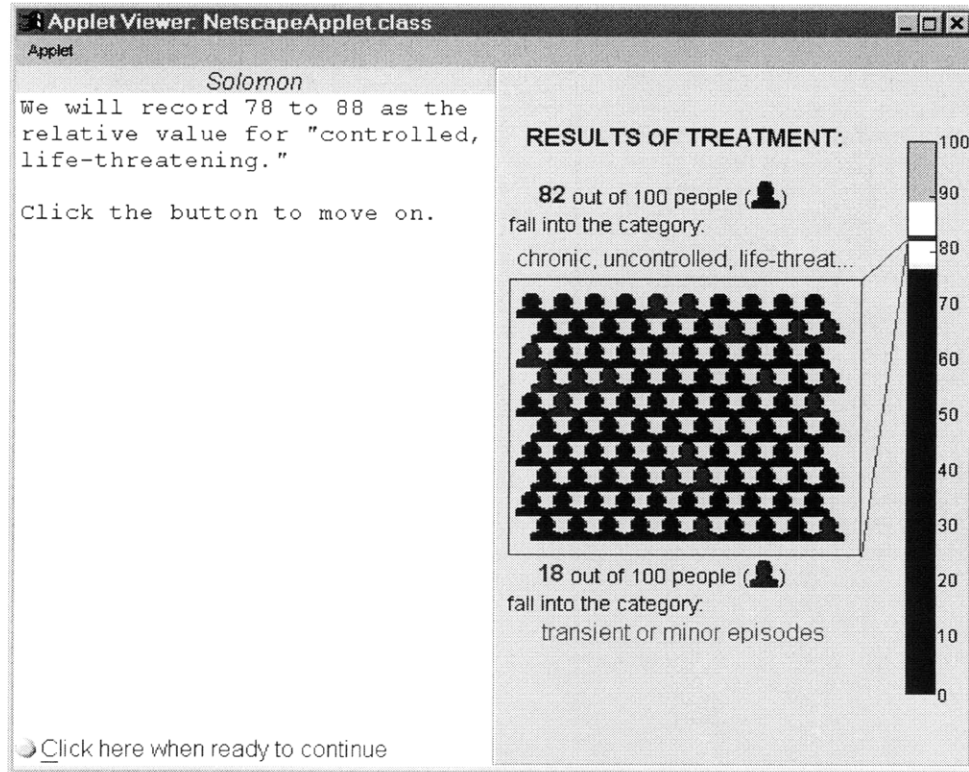 Applet Viewer: NetscapeApplet.class
Applet
Solomon
We will record 78 to 88 as the
relative value for "controlled,
life-threatening."
Click the button to move on.
Click here when ready to continue
RESULTS OF TREATMENT:
82 out of 100 people ( )
fall into the category:
chronic, uncontrolled, life-threat...
18 out of 100 people ( )
fall into the category:
transient or minor episodes
100
90
80
70
60
50
40
30
20
10
0